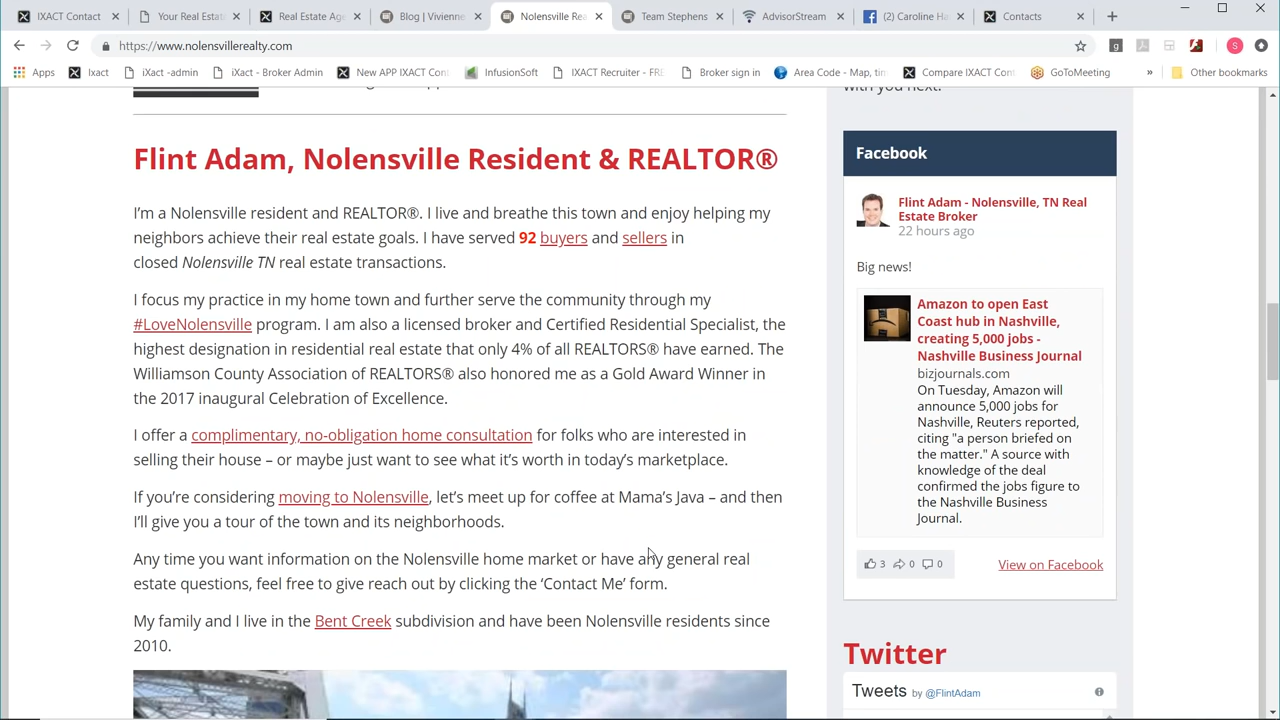 IXACT Contact
Your Real Esta
Real Estate Age
Blog | Vivienne
Nolensville Rea
Team Stephens
AdvisorStream
(2) Caroline Ha
Contacts
https://www.nolensvillerealty.com
Apps
Ixact
iXact -admin
iXact - Broker Admin
New APP IXACT Con
InfusionSoft
IXACT Recruiter - FRE
Broker sign in
Area Code - Map, tim
Compare IXACT Cont
GoToMeeting
» Other bookmarks
with you next.
Flint Adam, Nolensville Resident & REALTOR®
I'm a Nolensville resident and REALTOR®. I live and breathe this town and enjoy helping my
neighbors achieve their real estate goals. I have served 92 buyers and sellers in
closed Nolensville TN real estate transactions.
I focus my practice in my home town and further serve the community through my
#LoveNolensville program. I am also a licensed broker and Certified Residential Specialist, the
highest designation in residential real estate that only 4% of all REALTORS® have earned. The
Williamson County Association of REALTORS® also honored me as a Gold Award Winner in
the 2017 inaugural Celebration of Excellence.
I offer a complimentary, no-obligation home consultation for folks who are interested in
selling their house – or maybe just want to see what it's worth in today's marketplace.
If you're considering moving to Nolensville, let's meet up for coffee at Mama's Java – and then
I'll give you a tour of the town and its neighborhoods.
Any time you want information on the Nolensville home market or have any general real
estate questions, feel free to give reach out by clicking the 'Contact Me' form.
My family and I live in the Bent Creek subdivision and have been Nolensville residents since
2010.
Facebook
Flint Adam - Nolensville, TN Real
Estate Broker
22 hours ago
Big news!
Amazon to open East
Coast hub in Nashville,
creating 5,000 jobs -
Nashville Business Journal
bizjournals.com
On Tuesday, Amazon will
announce 5,000 jobs for
Nashville, Reuters reported,
citing "a person briefed on
the matter." A source with
knowledge of the deal
confirmed the jobs figure to
the Nashville Business
Journal.
3 0 0 View on Facebook
Twitter
Tweets by @FlintAdam